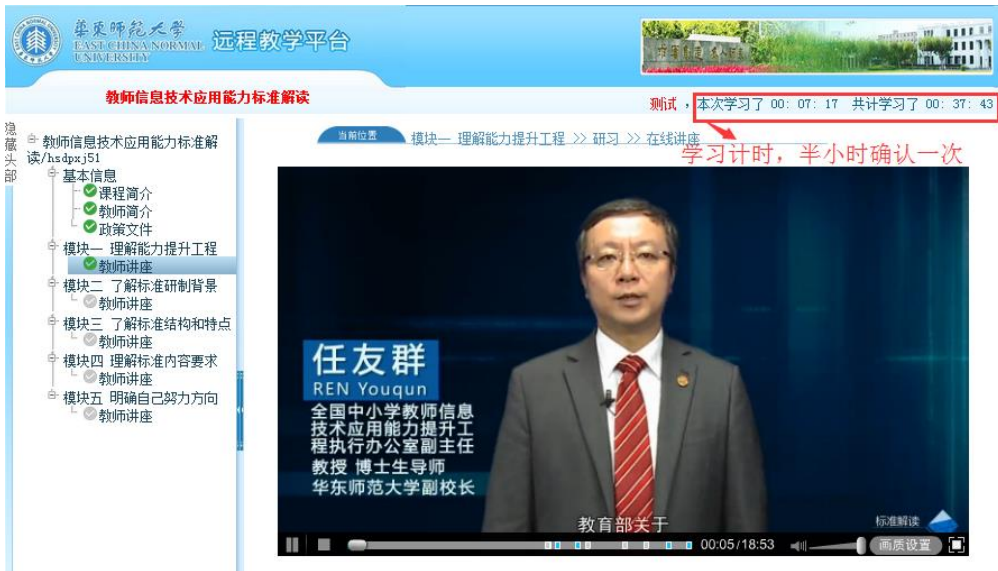 華東師範大學
EAST CHINA NORMAL
UNIVERSITY
远程教学平台
教师信息技术应用能力标准解读
测试 ，本次学习了 00: 07: 17 共计学习了 00: 37: 43
学习计时，半小时确认一次
隐藏头部
教师信息技术应用能力标准解
读/hsdpxj51
基本信息
课程简介
教师简介
政策文件
模块一 理解能力提升工程
教师讲座
模块二 了解标准研制背景
教师讲座
模块三 了解标准结构和特点
教师讲座
模块四 理解标准内容要求
教师讲座
模块五 明确自己努力方向
教师讲座
当前位置
模块一 理解能力提升工程 >> 研习 >> 在线讲座
任友群
REN Youqun
全国中小学教师信息
技术应用能力提升工
程执行办公室副主任
教授 博士生导师
华东师范大学副校长
教育部关于
标准解读
00:05/18:53
画质设置